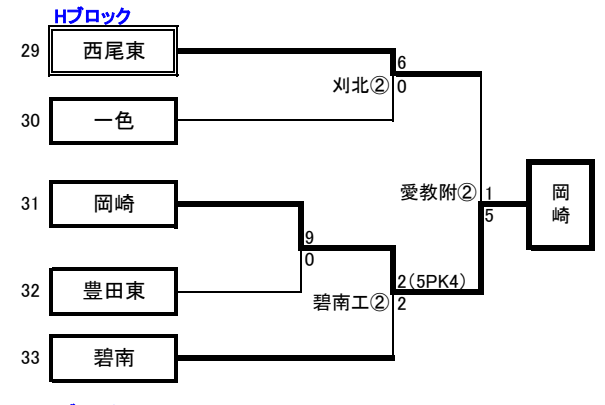 Hブロック
29 西尾東
6
刈北② 0
30 一色
31 岡崎
愛教附② 1
5
岡崎
9
0
2(5PK4)
32 豊田東
碧南工② 2
33 碧南